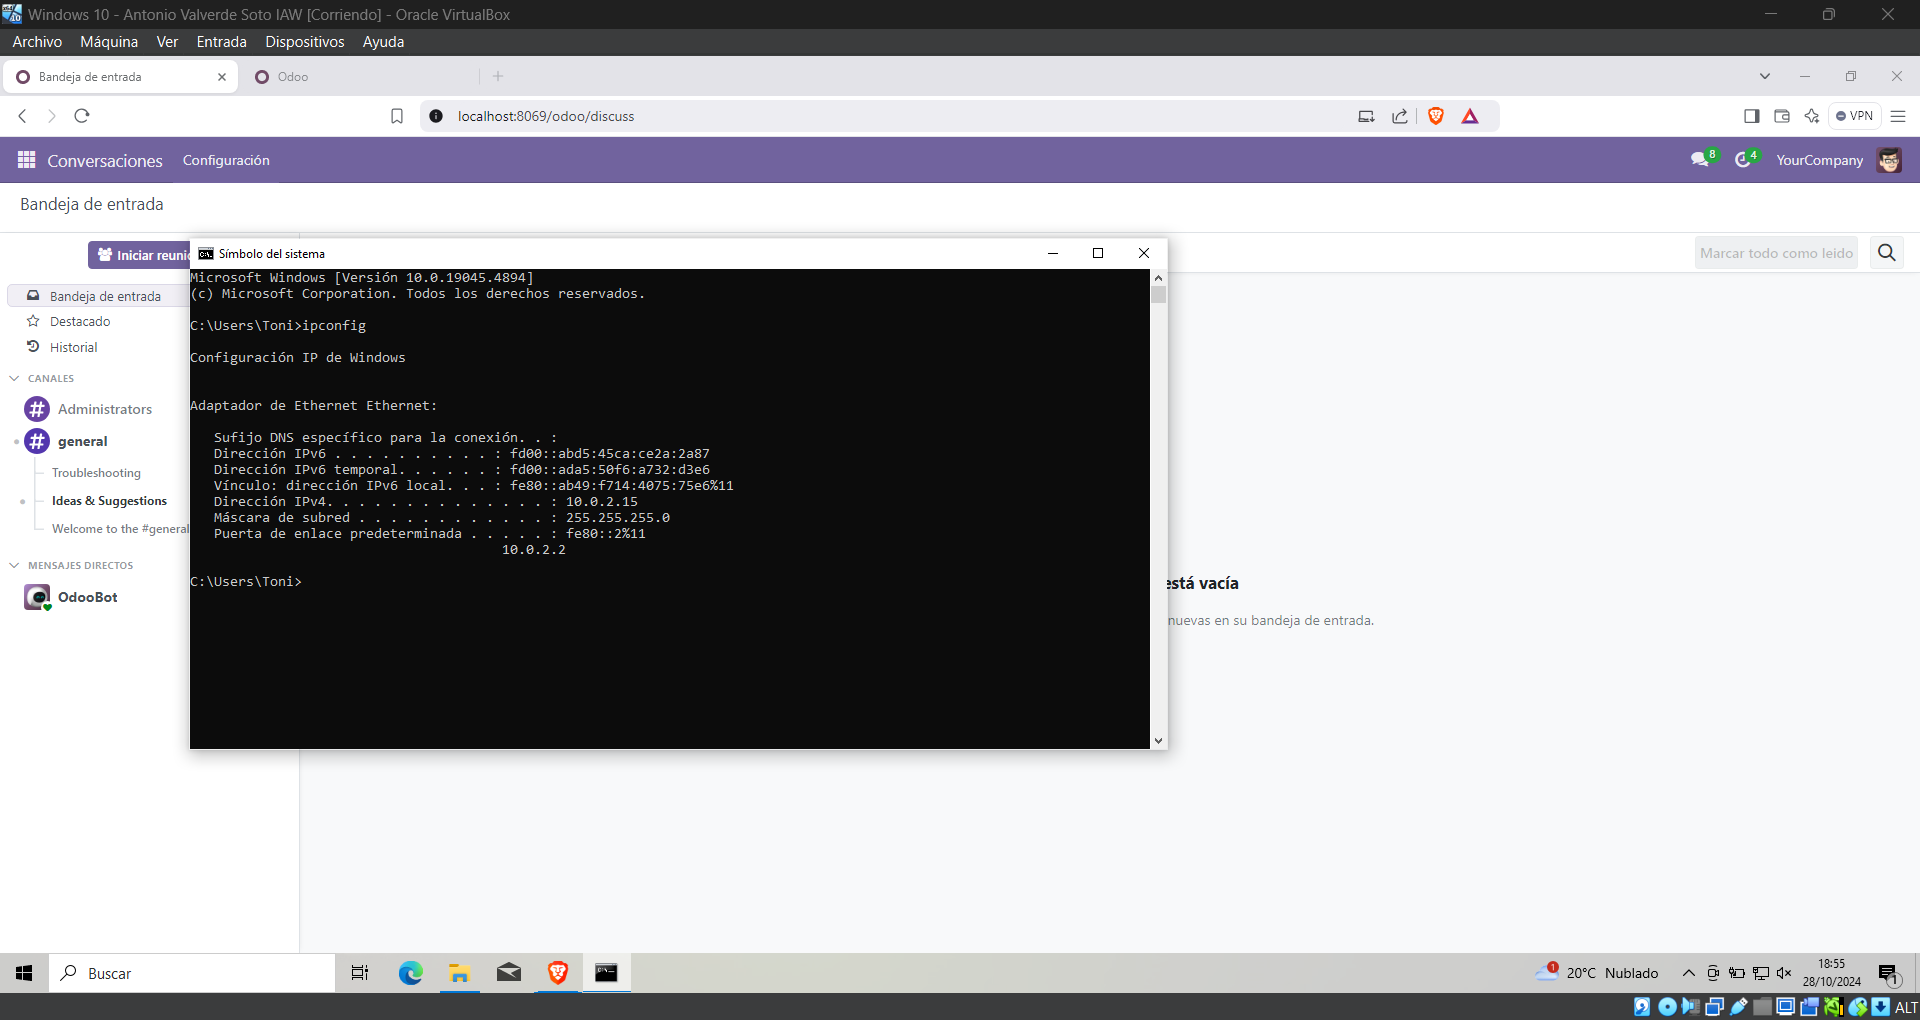 Windows 10 - Antonio Valverde Soto IAW [Corriendo] - Oracle VirtualBox
Archivo Máquina Ver Entrada Dispositivos Ayuda
Bandeja de entrada
Odoo
localhost:8069/odoo/discuss
VPN
Conversaciones Configuración
8
4
YourCompany
Bandeja de entrada
Iniciar reuni
Marcar todo como leido
Bandeja de entrada
Destacado
Historial
CANALES
Administrators
general
Troubleshooting
Ideas & Suggestions
Welcome to the #general
MENSAJES DIRECTOS
OdooBot
Símbolo del sistema
Microsoft Windows [Versión 10.0.19045.4894]
(c) Microsoft Corporation. Todos los derechos reservados.
C:\Users\Toni>ipconfig
Configuración IP de Windows
Adaptador de Ethernet Ethernet:
Sufijo DNS específico para la conexión. . :
Dirección IPv6 . . . . . . . . . . : fd00::abd5:45ca:ce2a:2a87
Dirección IPv6 temporal. . . . . . : fd00::ada5:50f6:a732:d3e6
Vínculo: dirección IPv6 local. . . : fe80::ab49:f714:4075:75e6%11
Dirección IPv4. . . . . . . . . . . . . . : 10.0.2.15
Máscara de subred . . . . . . . . . . . . : 255.255.255.0
Puerta de enlace predeterminada . . . . . : fe80::2%11
10.0.2.2
C:\Users\Toni>
está vacía
nuevas en su bandeja de entrada.
Buscar
1
20°C Nublado
18:55
28/10/2024
1
ALT